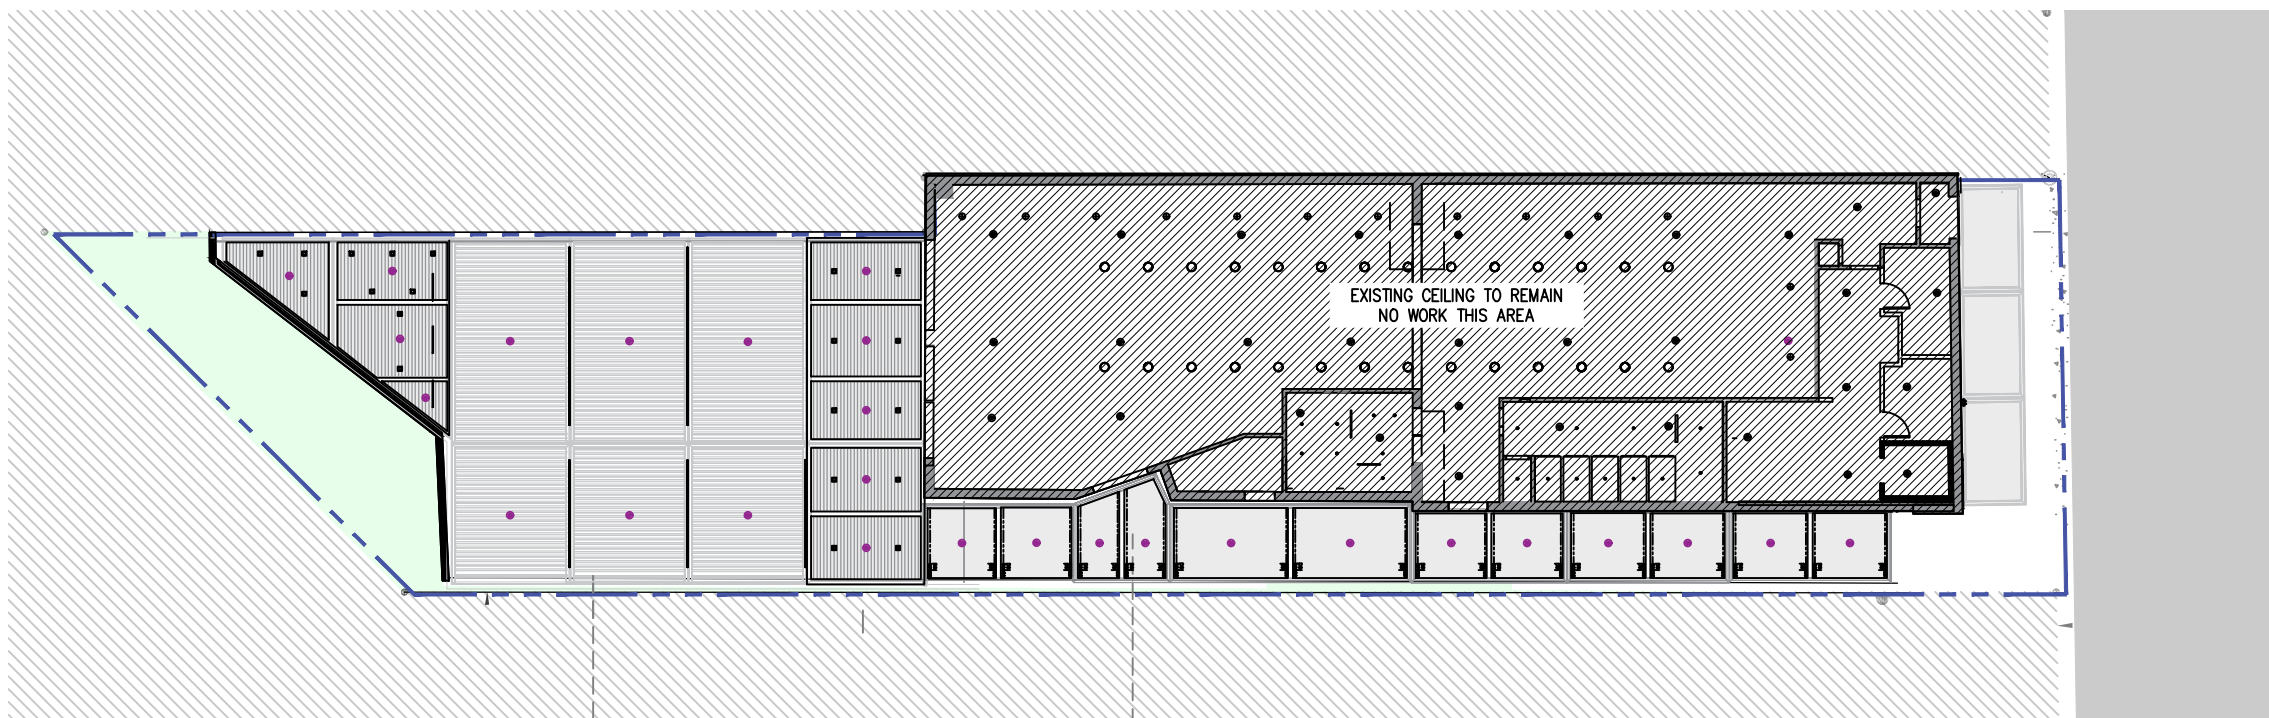 EXISTING CEILING TO REMAIN
NO WORK THIS AREA